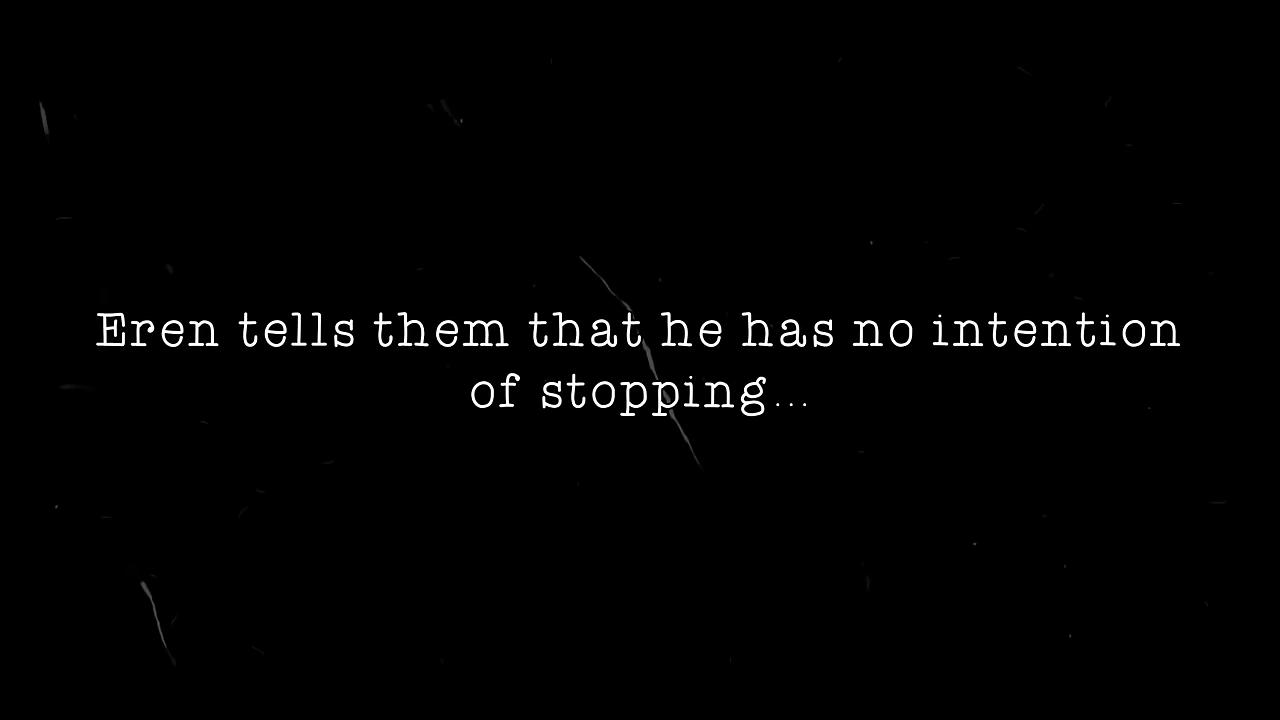 Eren tells them that he has no intention
of stopping...